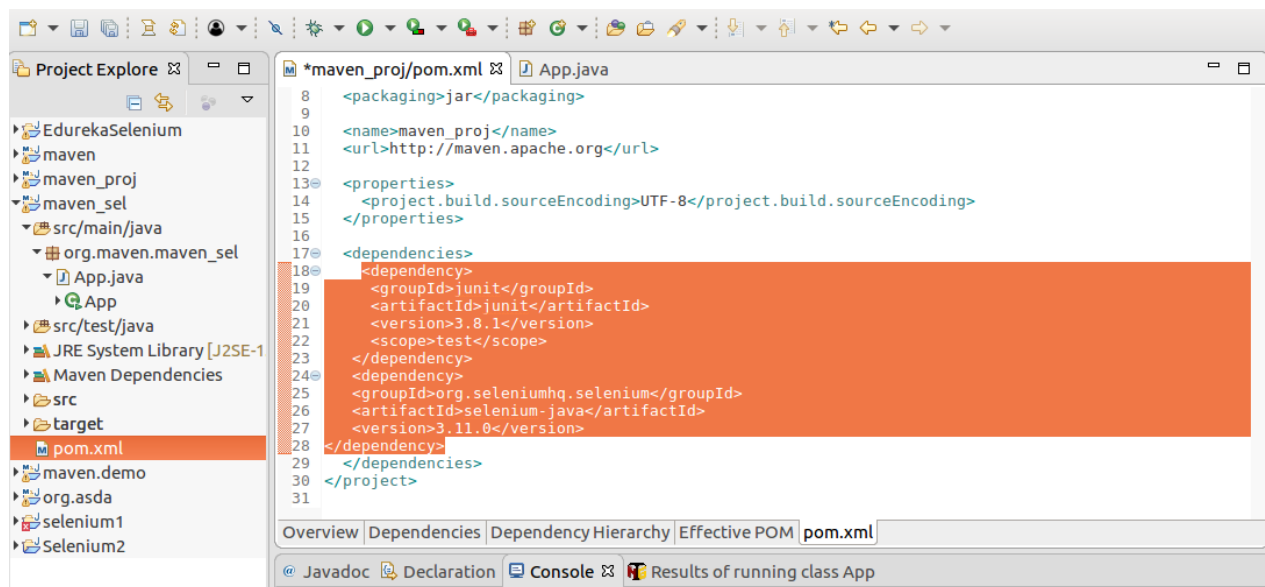 Project Explore
EdurekaSelenium
maven
maven_proj
maven_sel
src/main/java
org.maven.maven_sel
App.java
App
src/test/java
JRE System Library [J2SE-1
Maven Dependencies
src
target
pom.xml
maven.demo
org.asda
selenium1
Selenium2
*maven_proj/pom.xml App.java
8 <packaging>jar</packaging>
9
10 <name>maven_proj</name>
11 <url>http://maven.apache.org</url>
12
13 <properties>
14 <project.build.sourceEncoding>UTF-8</project.build.sourceEncoding>
15 </properties>
16
17 <dependencies>
18 <dependency>
19 <groupId>junit</groupId>
20 <artifactId>junit</artifactId>
21 <version>3.8.1</version>
22 <scope>test</scope>
23 </dependency>
24 <dependency>
25 <groupId>org.seleniumhq.selenium</groupId>
26 <artifactId>selenium-java</artifactId>
27 <version>3.11.0</version>
28 </dependency>
29 </dependencies>
30 </project>
31
Overview Dependencies Dependency Hierarchy Effective POM pom.xml
@ Javadoc Declaration Console Results of running class App